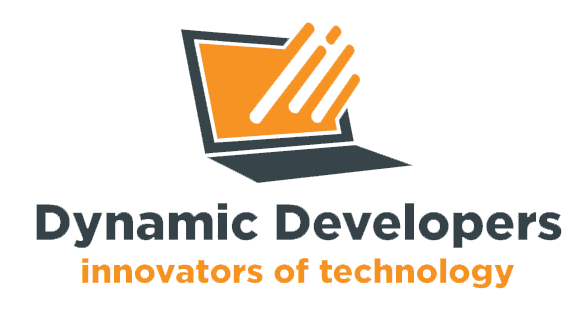 Dynamic Developers
innovators of technology